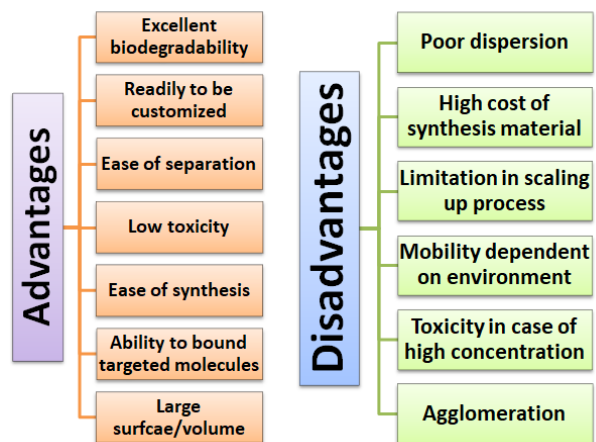 Advantages
Excellent
biodegradability
Readily to be
customized
Ease of separation
Low toxicity
Ease of synthesis
Ability to bound
targeted molecules
Large
surfcae/volume
Disadvantages
Poor dispersion
High cost of
synthesis material
Limitation in scaling
up process
Mobility dependent
on environment
Toxicity in case of
high concentration
Agglomeration